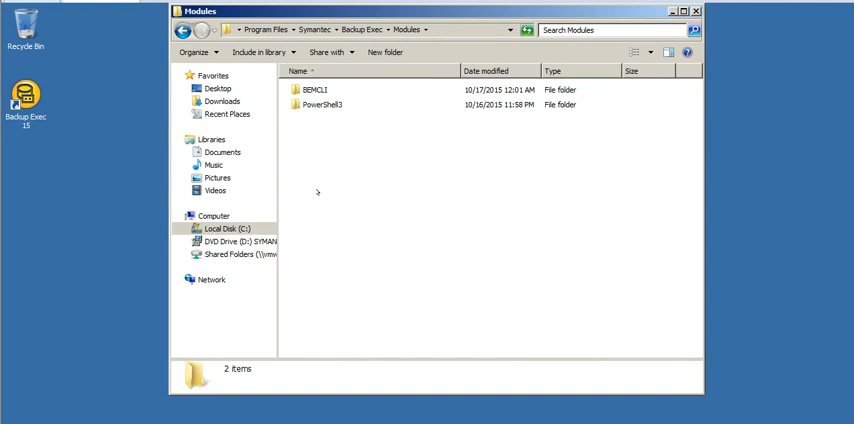 Recycle Bin
Backup Exec
15
Modules
Program Files
Symantec
Backup Exec
Modules
Search Modules
Organize
Include in library
Share with
New folder
Favorites
Desktop
Downloads
Recent Places
Libraries
Documents
Music
Pictures
Videos
Computer
Local Disk (C:)
DVD Drive (D:) SYMAN
Shared Folders (\\vmw
Network
Name Date modified Type Size
BEMCLI 10/17/2015 12:01 AM File folder
PowerShell3 10/16/2015 11:58 PM File folder
2 items